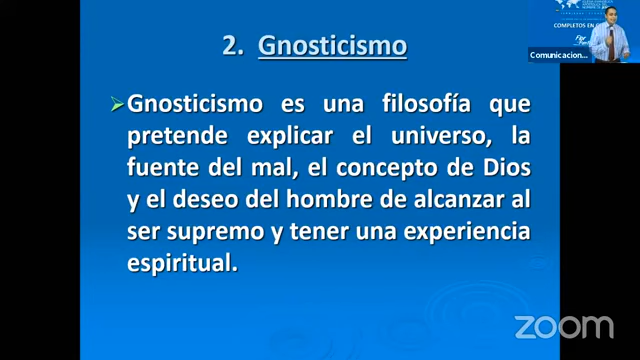 COMPLETOS EN
Comunicacion...
2. Gnosticismo
Gnosticismo es una filosofía que
pretende explicar el universo, la
fuente del mal, el concepto de Dios
y el deseo del hombre de alcanzar al
ser supremo y tener una experiencia
espiritual.
zoom